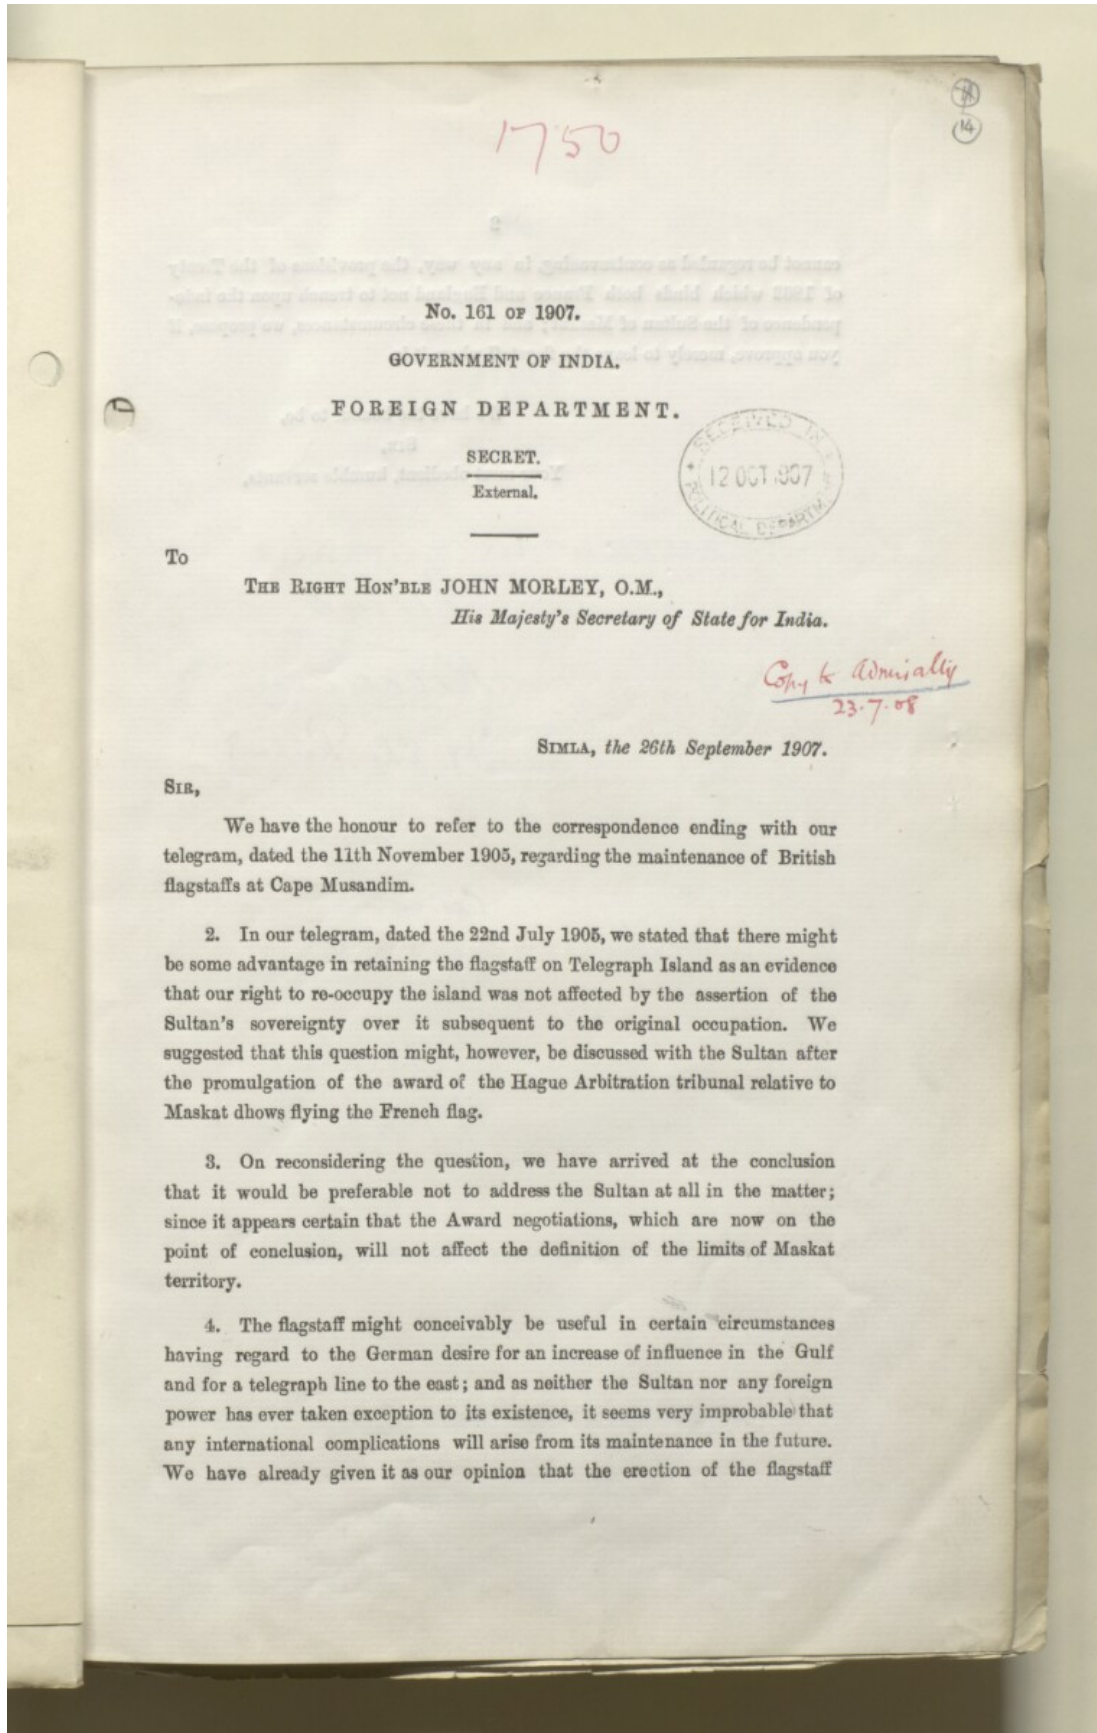 14
1750
No. 161 OF 1907.
GOVERNMENT OF INDIA.
FOREIGN DEPARTMENT.
SECRET.
External.
RECEIVED IN
12 OCT 1907
POLITICAL DEPARTMENT
To
THE RIGHT HON'BLE JOHN MORLEY, O.M.,
His Majesty's Secretary of State for India.
Copy to Admiralty
23.7.08
SIMLA, the 26th September 1907.
SIR,
We have the honour to refer to the correspondence ending with our
telegram, dated the 11th November 1905, regarding the maintenance of British
flagstaffs at Cape Musandim.
2. In our telegram, dated the 22nd July 1905, we stated that there might
be some advantage in retaining the flagstaff on Telegraph Island as an evidence
that our right to re-occupy the island was not affected by the assertion of the
Sultan's sovereignty over it subsequent to the original occupation. We
suggested that this question might, however, be discussed with the Sultan after
the promulgation of the award of the Hague Arbitration tribunal relative to
Maskat dhows flying the French flag.
3. On reconsidering the question, we have arrived at the conclusion
that it would be preferable not to address the Sultan at all in the matter;
since it appears certain that the Award negotiations, which are now on the
point of conclusion, will not affect the definition of the limits of Maskat
territory.
4. The flagstaff might conceivably be useful in certain circumstances
having regard to the German desire for an increase of influence in the Gulf
and for a telegraph line to the east; and as neither the Sultan nor any foreign
power has ever taken exception to its existence, it seems very improbable that
any international complications will arise from its maintenance in the future.
We have already given it as our opinion that the erection of the flagstaff